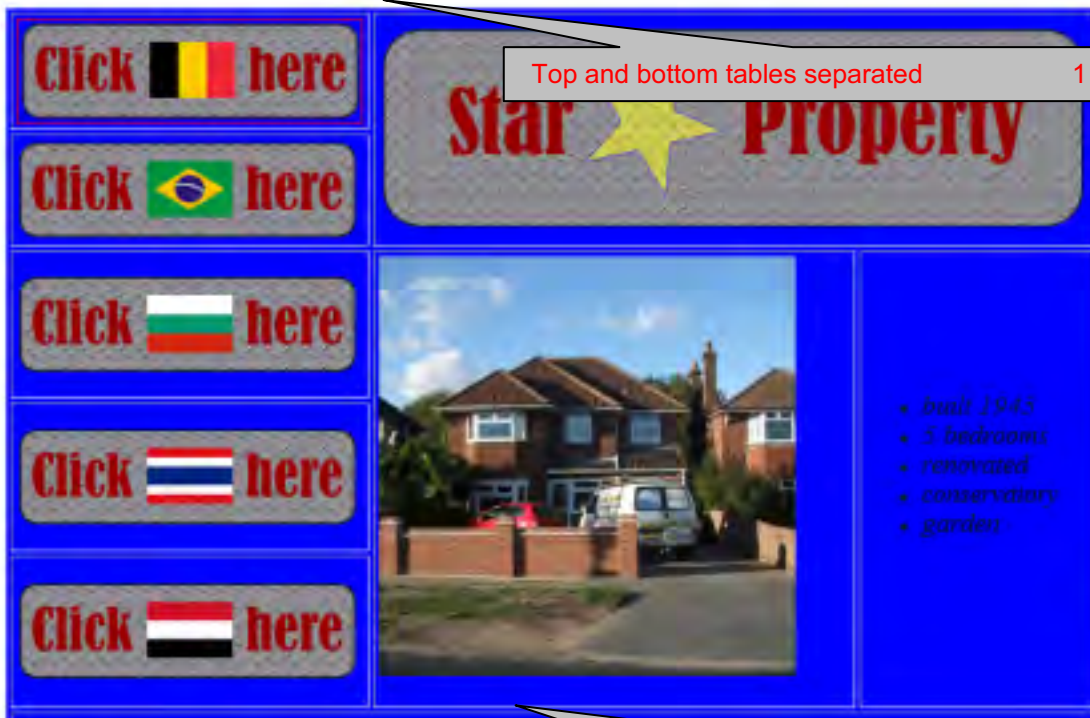 Click here
Top and bottom tables separated 1
Star Property
Click here
Click here
Click here
Click here
built 1943
5 bedrooms
renovated
conservatory
garden